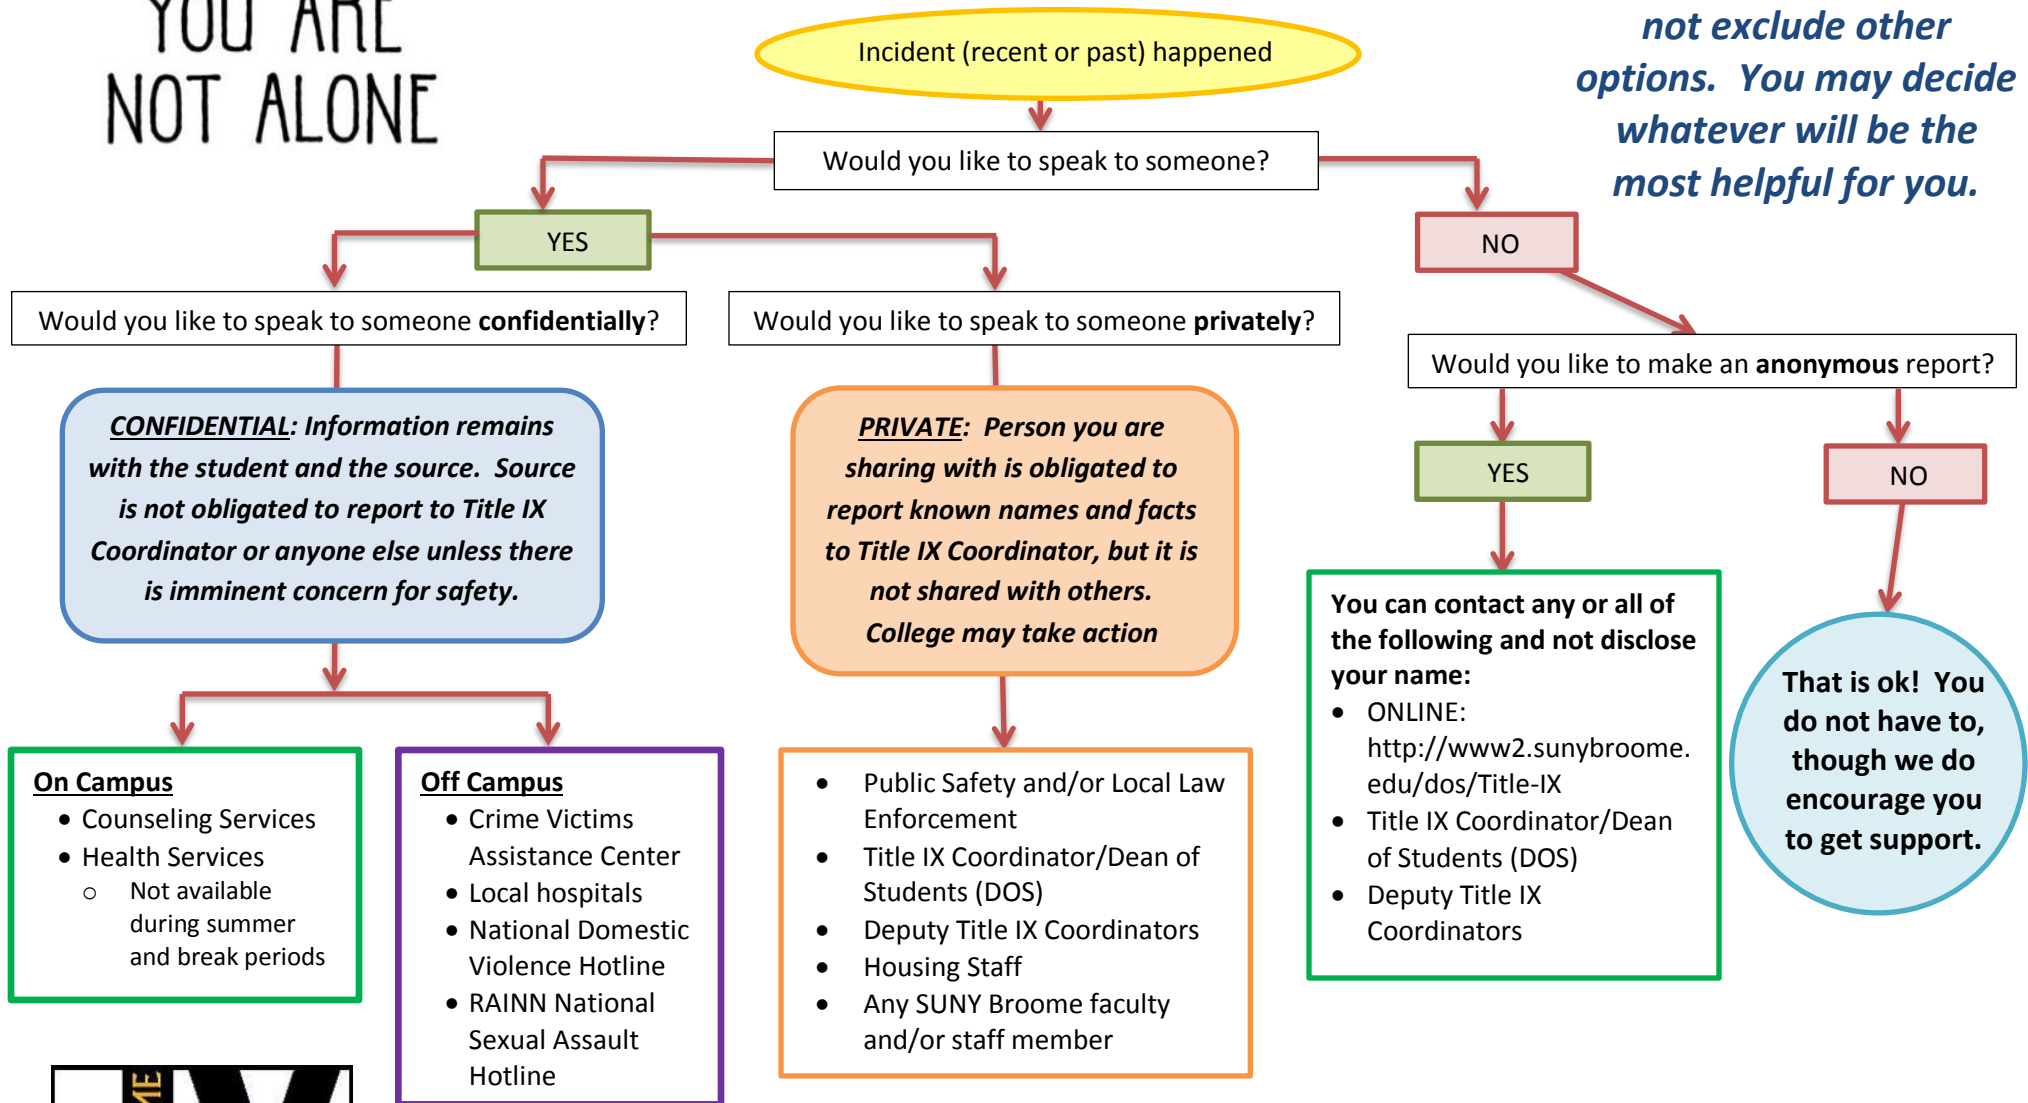 YOU ARE
NOT ALONE
Incident (recent or past) happened
not exclude other
options.  You may decide
whatever will be the
most helpful for you.
Would you like to speak to someone?
YES
NO
Would you like to speak to someone confidentially?
Would you like to speak to someone privately?
Would you like to make an anonymous report?
CONFIDENTIAL: Information remains
with the student and the source.  Source
is not obligated to report to Title IX
Coordinator or anyone else unless there
is imminent concern for safety.
PRIVATE:  Person you are
sharing with is obligated to
report known names and facts
to Title IX Coordinator, but it is
not shared with others.
College may take action
YES
NO
On Campus
• Counseling Services
• Health Services
o Not available
during summer
and break periods
Off Campus
• Crime Victims
Assistance Center
• Local hospitals
• National Domestic
Violence Hotline
• RAINN National
Sexual Assault
Hotline
• Public Safety and/or Local Law
Enforcement
• Title IX Coordinator/Dean of
Students (DOS)
• Deputy Title IX Coordinators
• Housing Staff
• Any SUNY Broome faculty
and/or staff member
You can contact any or all of
the following and not disclose
your name:
• ONLINE:
http://www2.sunybroome.
edu/dos/Title-IX
• Title IX Coordinator/Dean
of Students (DOS)
• Deputy Title IX
Coordinators
That is ok!  You
do not have to,
though we do
encourage you
to get support.